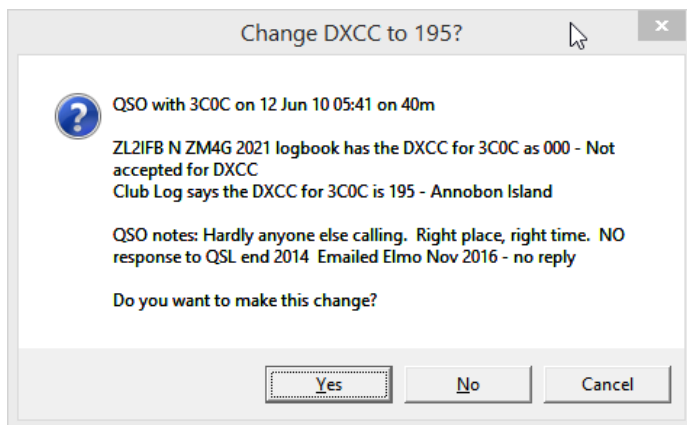 Change DXCC to 195?
QSO with 3C0C on 12 Jun 10 05:41 on 40m
ZL2IFB N ZM4G 2021 logbook has the DXCC for 3C0C as 000 - Not
accepted for DXCC
Club Log says the DXCC for 3C0C is 195 - Annobon Island
QSO notes: Hardly anyone else calling.  Right place, right time.  NO
response to QSL end 2014  Emailed Elmo Nov 2016 - no reply
Do you want to make this change?
Yes
No
Cancel